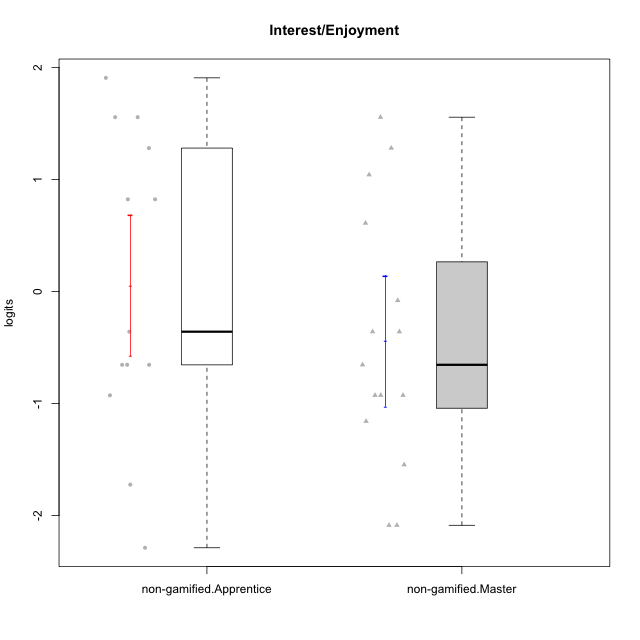 Interest/Enjoyment
2
1
0
-1
-2
logits
non-gamified.Apprentice
non-gamified.Master